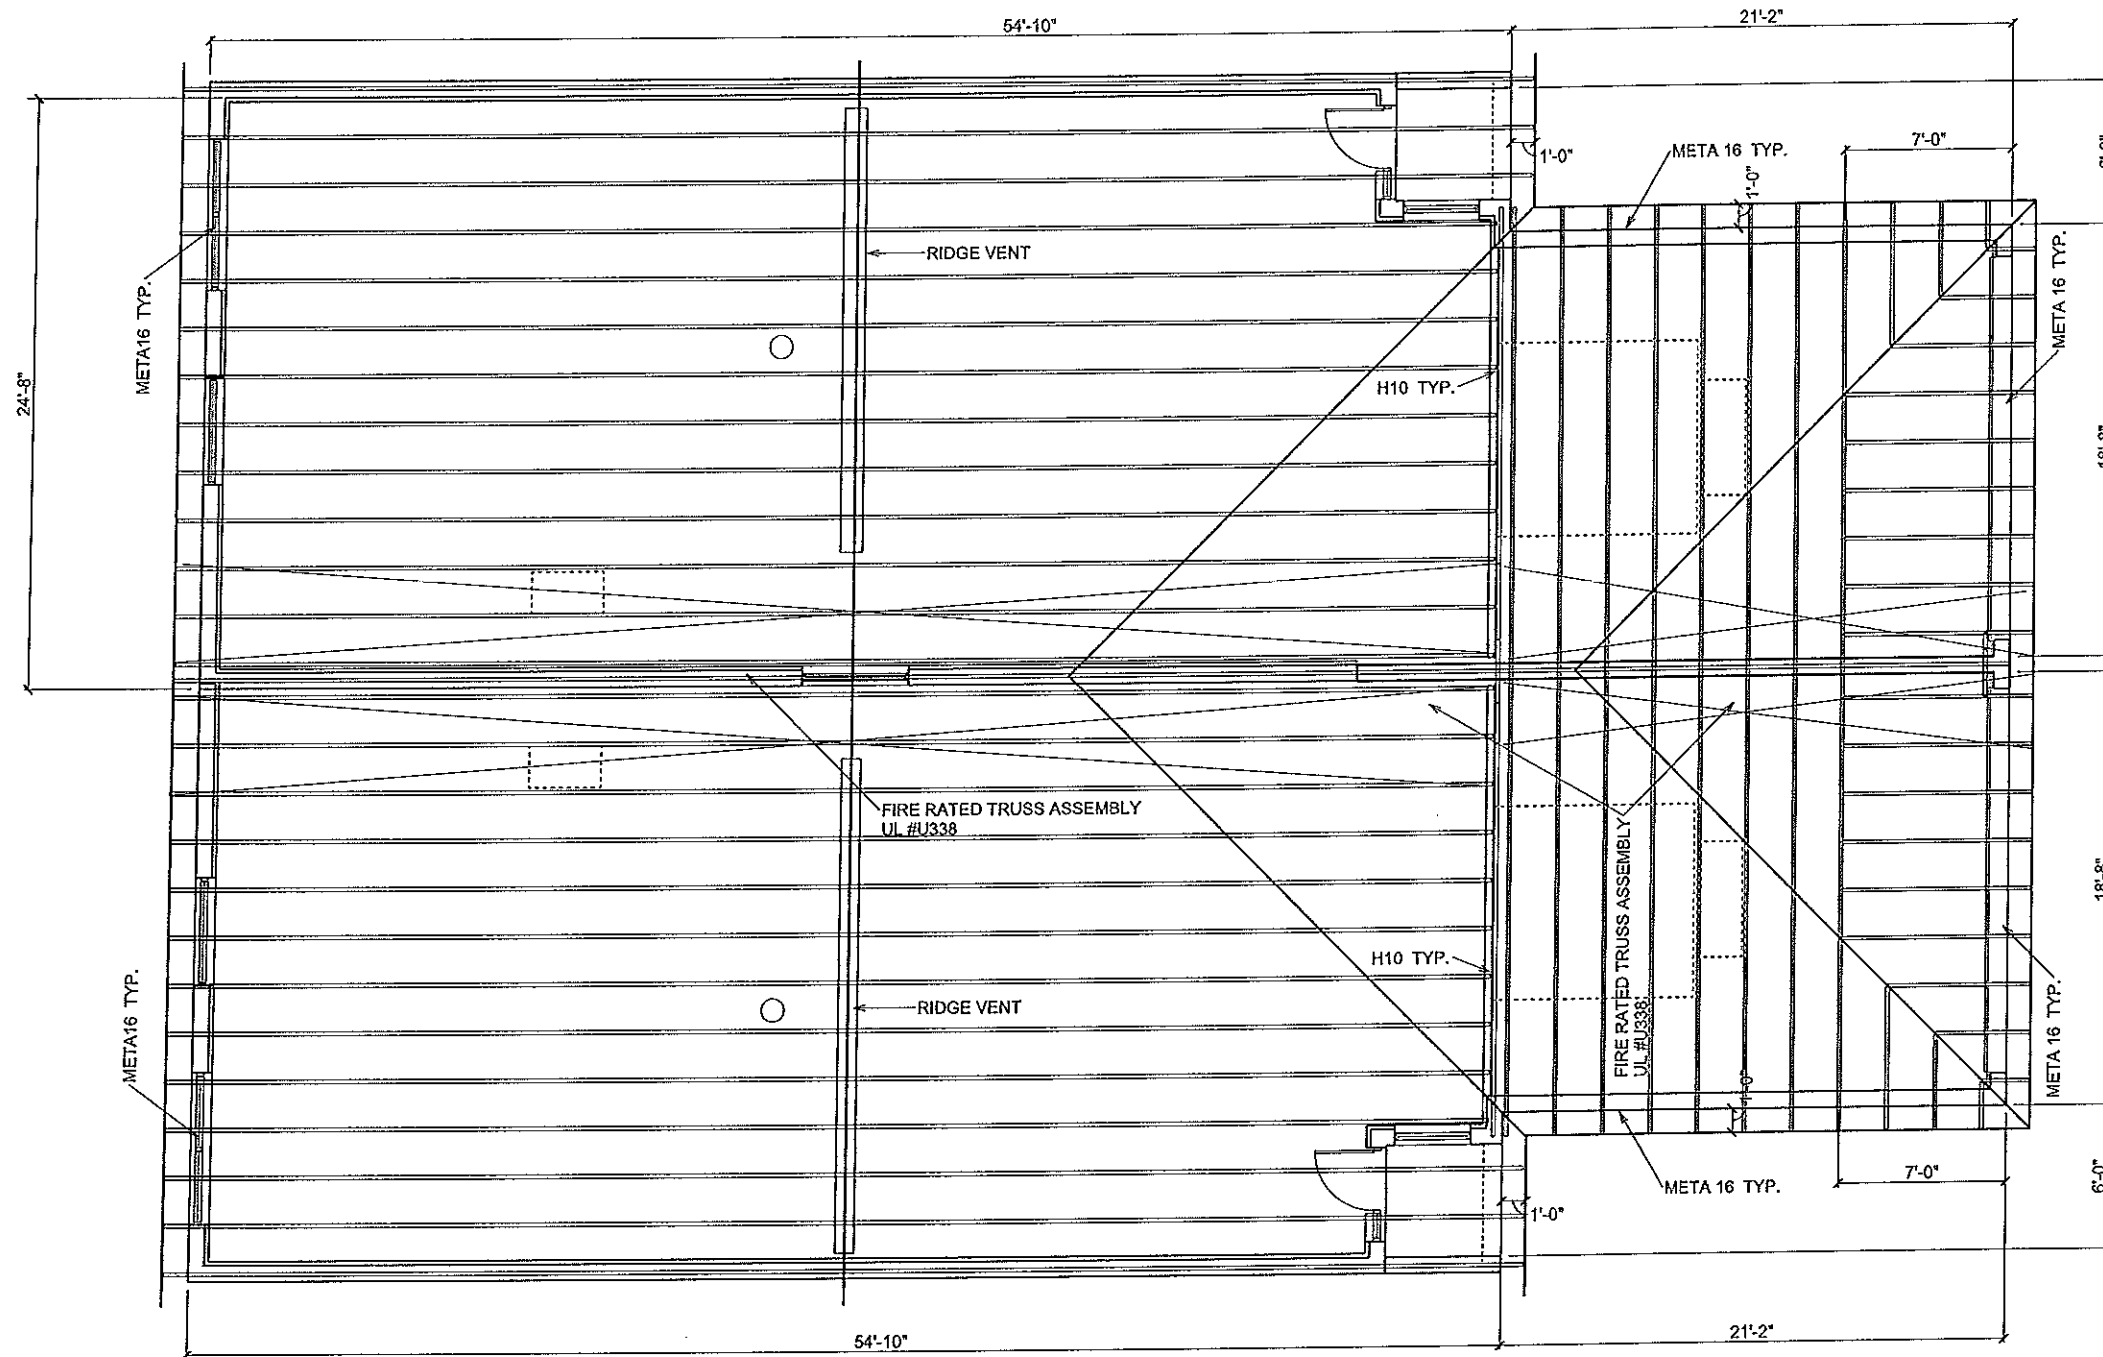 54'-10"
21'-2"
7'-0"
1'-0"
META 16 TYP.
1'-0"
RIDGE VENT
META16 TYP.
META 16 TYP.
24'-8"
H10 TYP.
FIRE RATED TRUSS ASSEMBLY
UL #U338
FIRE RATED TRUSS ASSEMBLY
UL #U338
18'-8"
H10 TYP.
RIDGE VENT
META16 TYP.
META 16 TYP.
META 16 TYP.
7'-0"
6'-0"
1'-0"
54'-10"
21'-2"